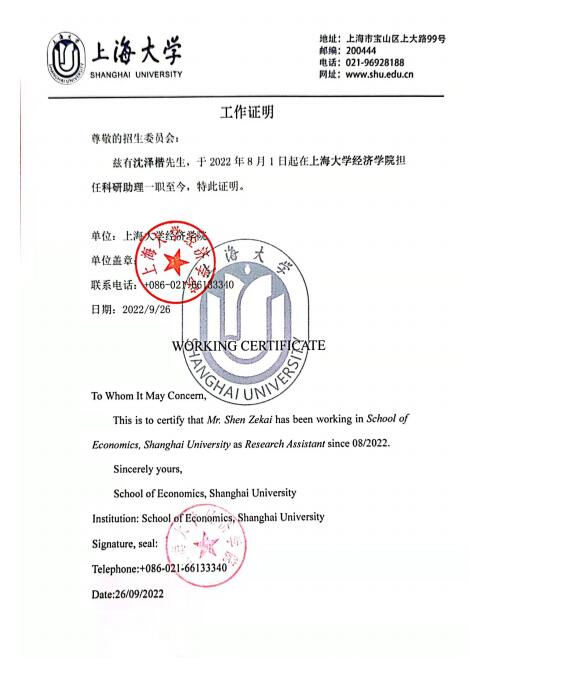 上海大学
SHANGHAI UNIVERSITY
地址：上海市宝山区上大路99号
邮编：200444
电话：021-96928188
网址：www.shu.edu.cn
工作证明
尊敬的招生委员会：
兹有沈泽楷先生，于 2022 年 8 月 1 日起在上海大学经济学院担
任科研助理一职至今，特此证明。
单位：上海大学经济学院
单位盖章：
联系电话：+086-021-66133340
日期：2022/9/26
上海大学经济学院
上海大学
SHANGHAI UNIVERSITY
WORKING CERTIFICATE
To Whom It May Concern,
This is to certify that Mr. Shen Zekai has been working in School of
Economics, Shanghai University as Research Assistant since 08/2022.
Sincerely yours,
School of Economics, Shanghai University
Institution: School of Economics, Shanghai University
Signature, seal:
Telephone:+086-021-66133340
Date:26/09/2022